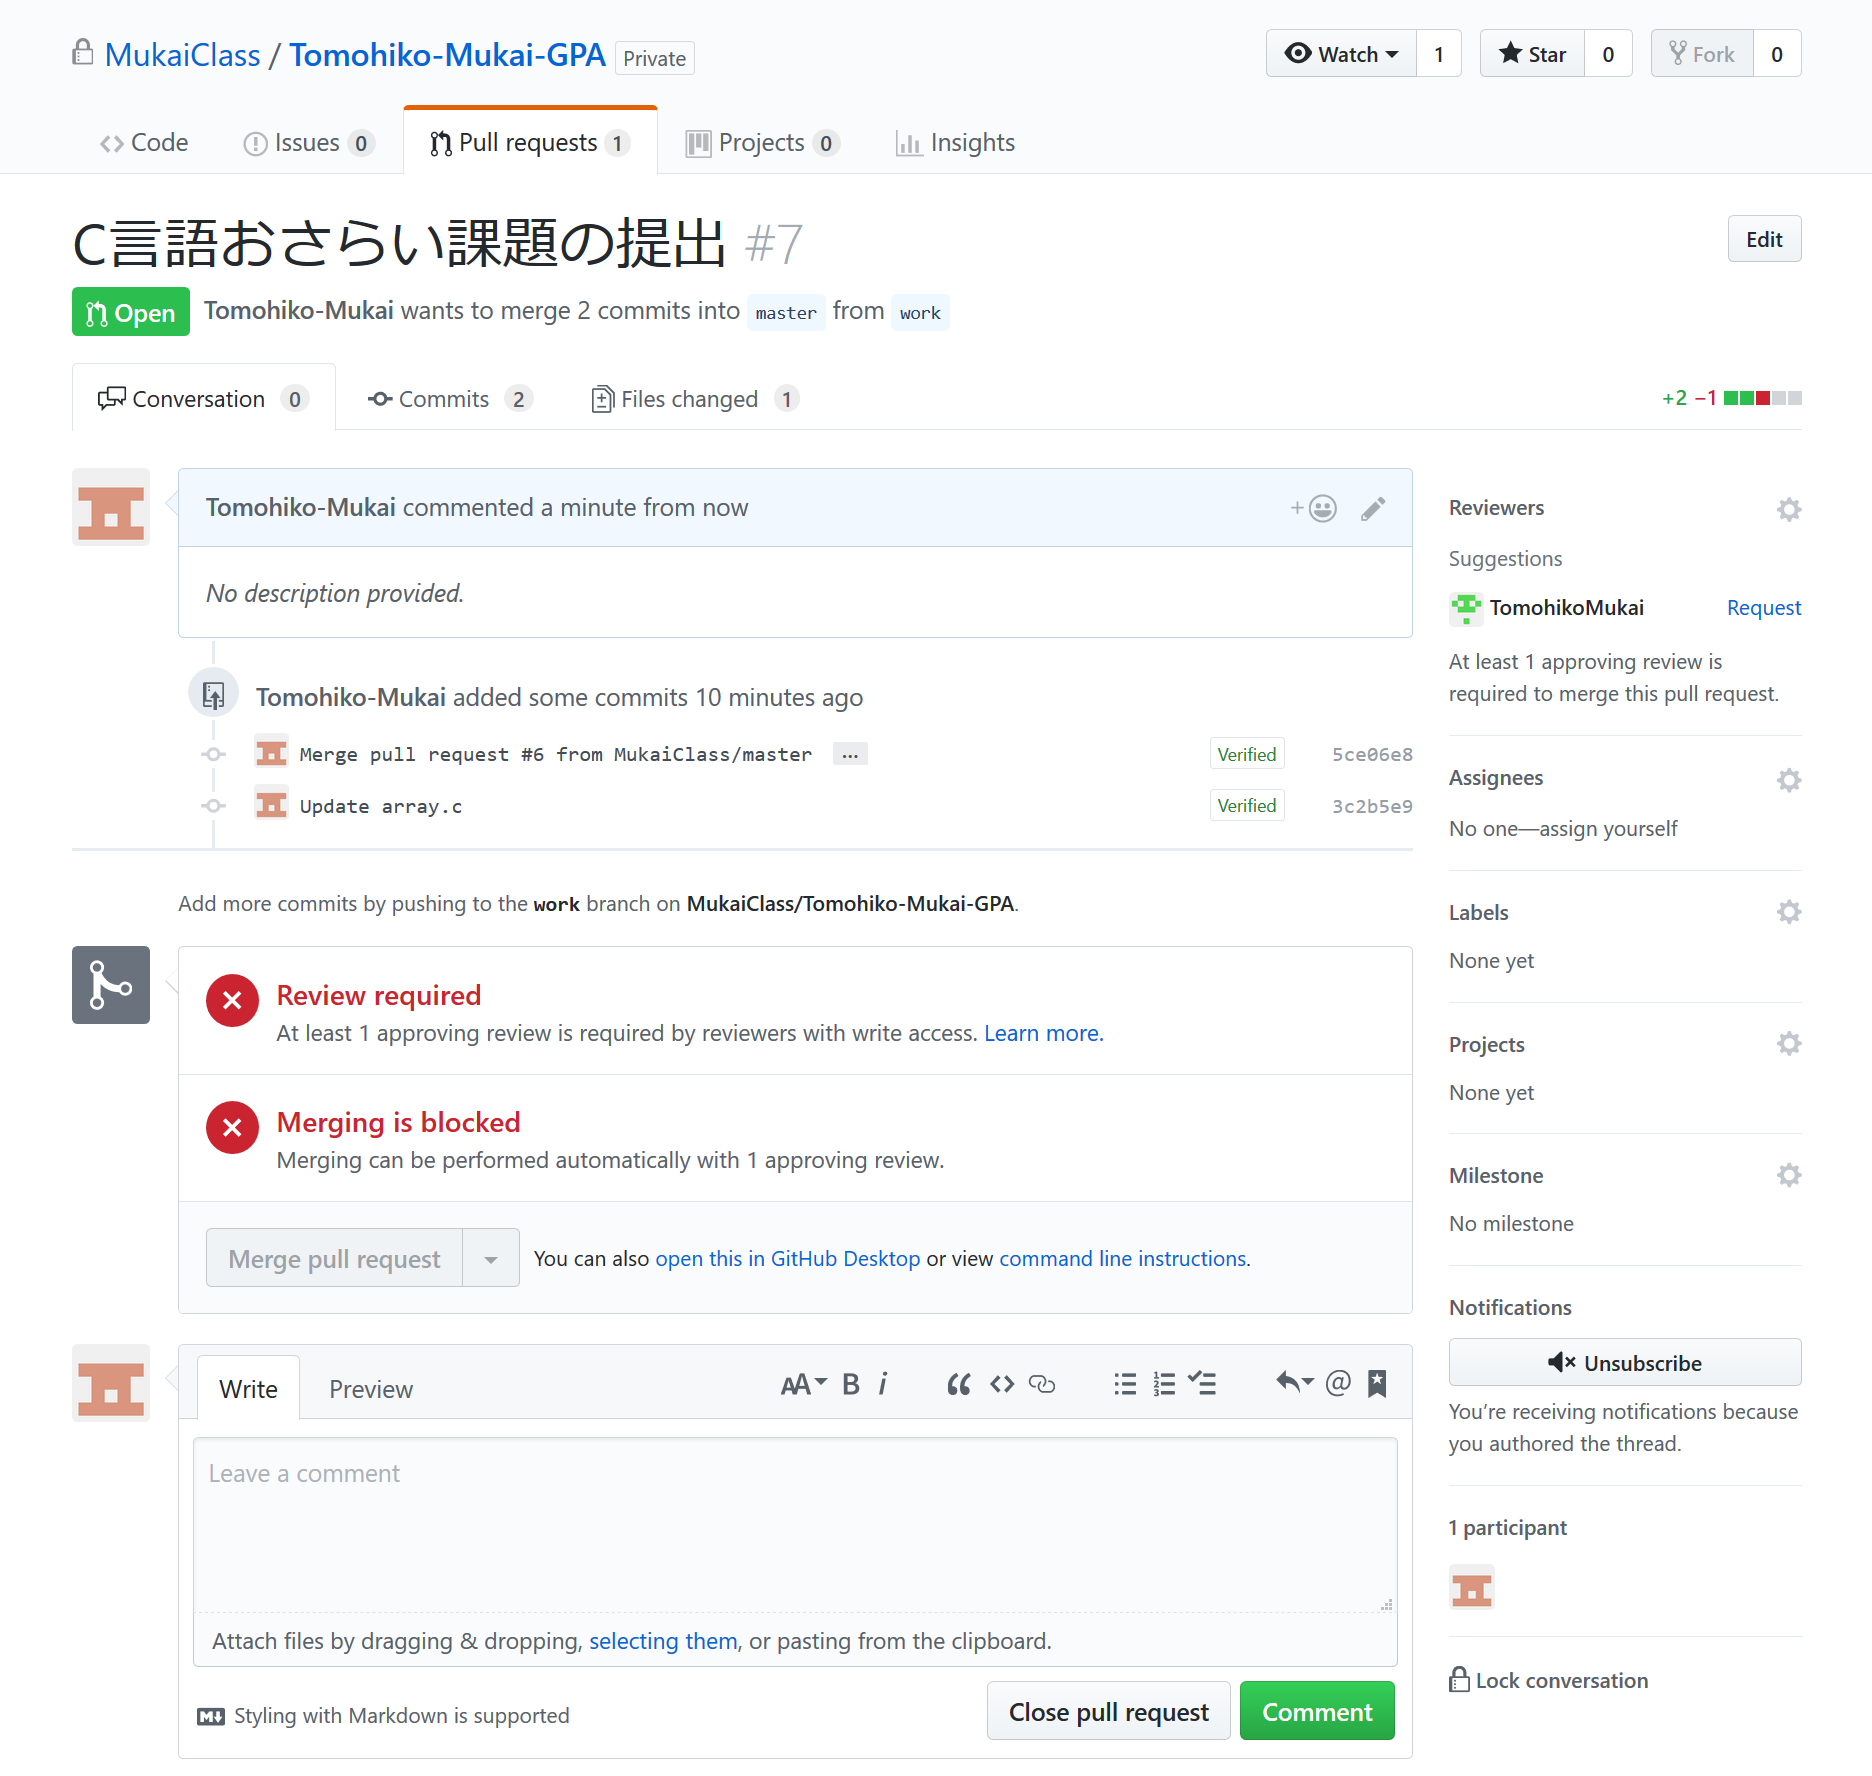 MukaiClass / Tomohiko-Mukai-GPA Private
Watch 1 Star 0 Fork 0
Code Issues 0 Pull requests 1 Projects 0 Insights
C言語おさらい課題の提出 #7
Edit
Open Tomohiko-Mukai wants to merge 2 commits into master from work
Conversation 0 Commits 2 Files changed 1
+2 −1
Tomohiko-Mukai commented a minute from now
No description provided.
Tomohiko-Mukai added some commits 10 minutes ago
Merge pull request #6 from MukaiClass/master … Verified 5ce06e8
Update array.c Verified 3c2b5e9
Add more commits by pushing to the work branch on MukaiClass/Tomohiko-Mukai-GPA.
Review required
At least 1 approving review is required by reviewers with write access. Learn more.
Merging is blocked
Merging can be performed automatically with 1 approving review.
Merge pull request You can also open this in GitHub Desktop or view command line instructions.
Write Preview
AA B i
Leave a comment
Attach files by dragging & dropping, selecting them, or pasting from the clipboard.
Styling with Markdown is supported
Close pull request Comment
Reviewers
Suggestions
TomohikoMukai Request
At least 1 approving review is
required to merge this pull request.
Assignees
No one—assign yourself
Labels
None yet
Projects
None yet
Milestone
No milestone
Notifications
Unsubscribe
You’re receiving notifications because
you authored the thread.
1 participant
Lock conversation